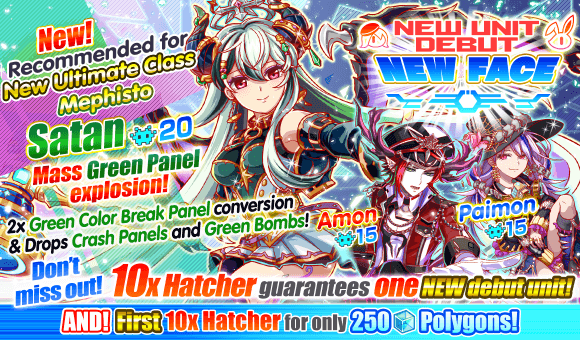 New!
Recommended for
New Ultimate Class
Mephisto
NEW UNIT
DEBUT
NEW FACE
Satan 20
Mass Green Panel
explosion!
2x Green Color Break Panel conversion
& Drops Crash Panels and Green Bombs!
Amon
15
Paimon
15
Don't
miss out!
10x Hatcher guarantees one NEW debut unit!
AND! First 10x Hatcher for only 250 Polygons!